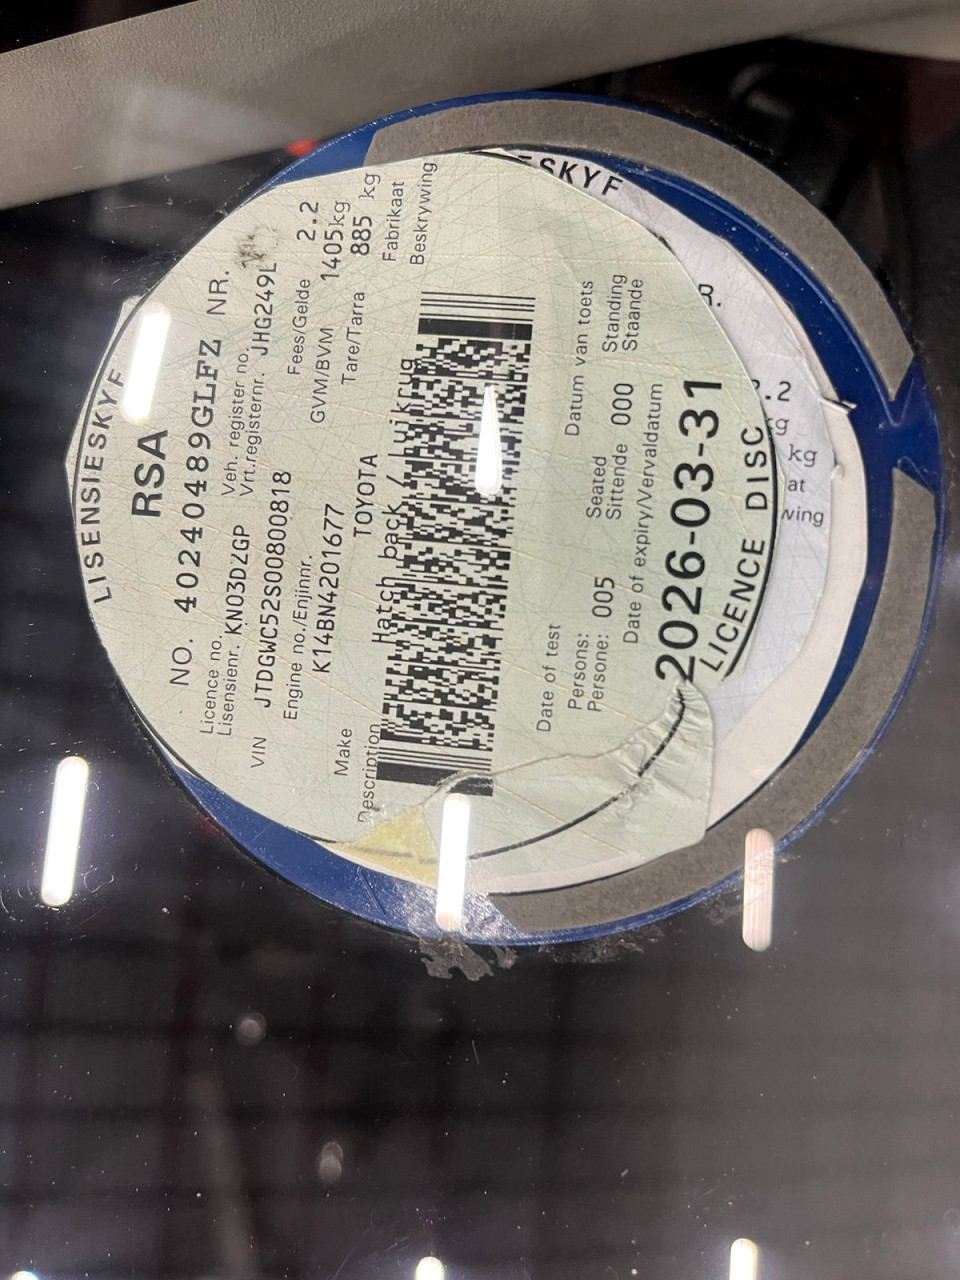 LISENSIESKYF
RSA
NO. 40240489GLFZ NR.
Licence no. Veh. register no.
Lisensienr. KN03DZGP Vrt.registernr. JHG249L
VIN JTDGWC52S00800818 Fees/Gelde 2.2
Engine no./Enjinnr. GVM/BVM 1405kg
K14BN4201677 Tare/Tarra 885 kg
Make TOYOTA Fabrikaat
Description Hatch back / luikrug Beskrywing
Date of test Datum van toets
Persons: Seated Standing
Persone: 005 Sittende 000 Staande
Date of expiry/Vervaldatum
2026-03-31
LICENCE DISC
SKYF
R.
.2
kg
kg
at
wing